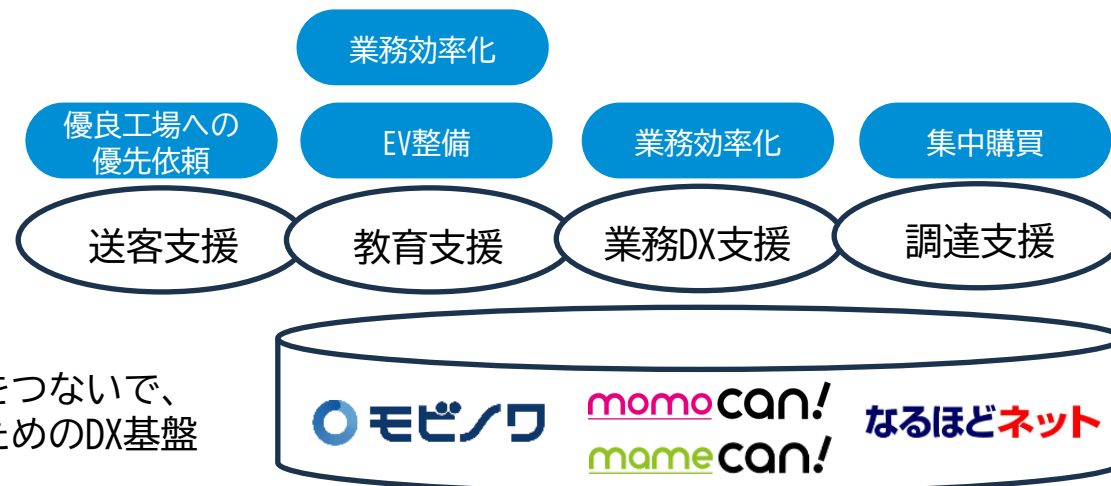 業務効率化
優良工場への
優先依頼
EV整備
業務効率化
集中購買
送客支援
教育支援
業務DX支援
調達支援
をつないで、
ためのDX基盤
モビノワ
momocan!
mamecan!
なるほどネット